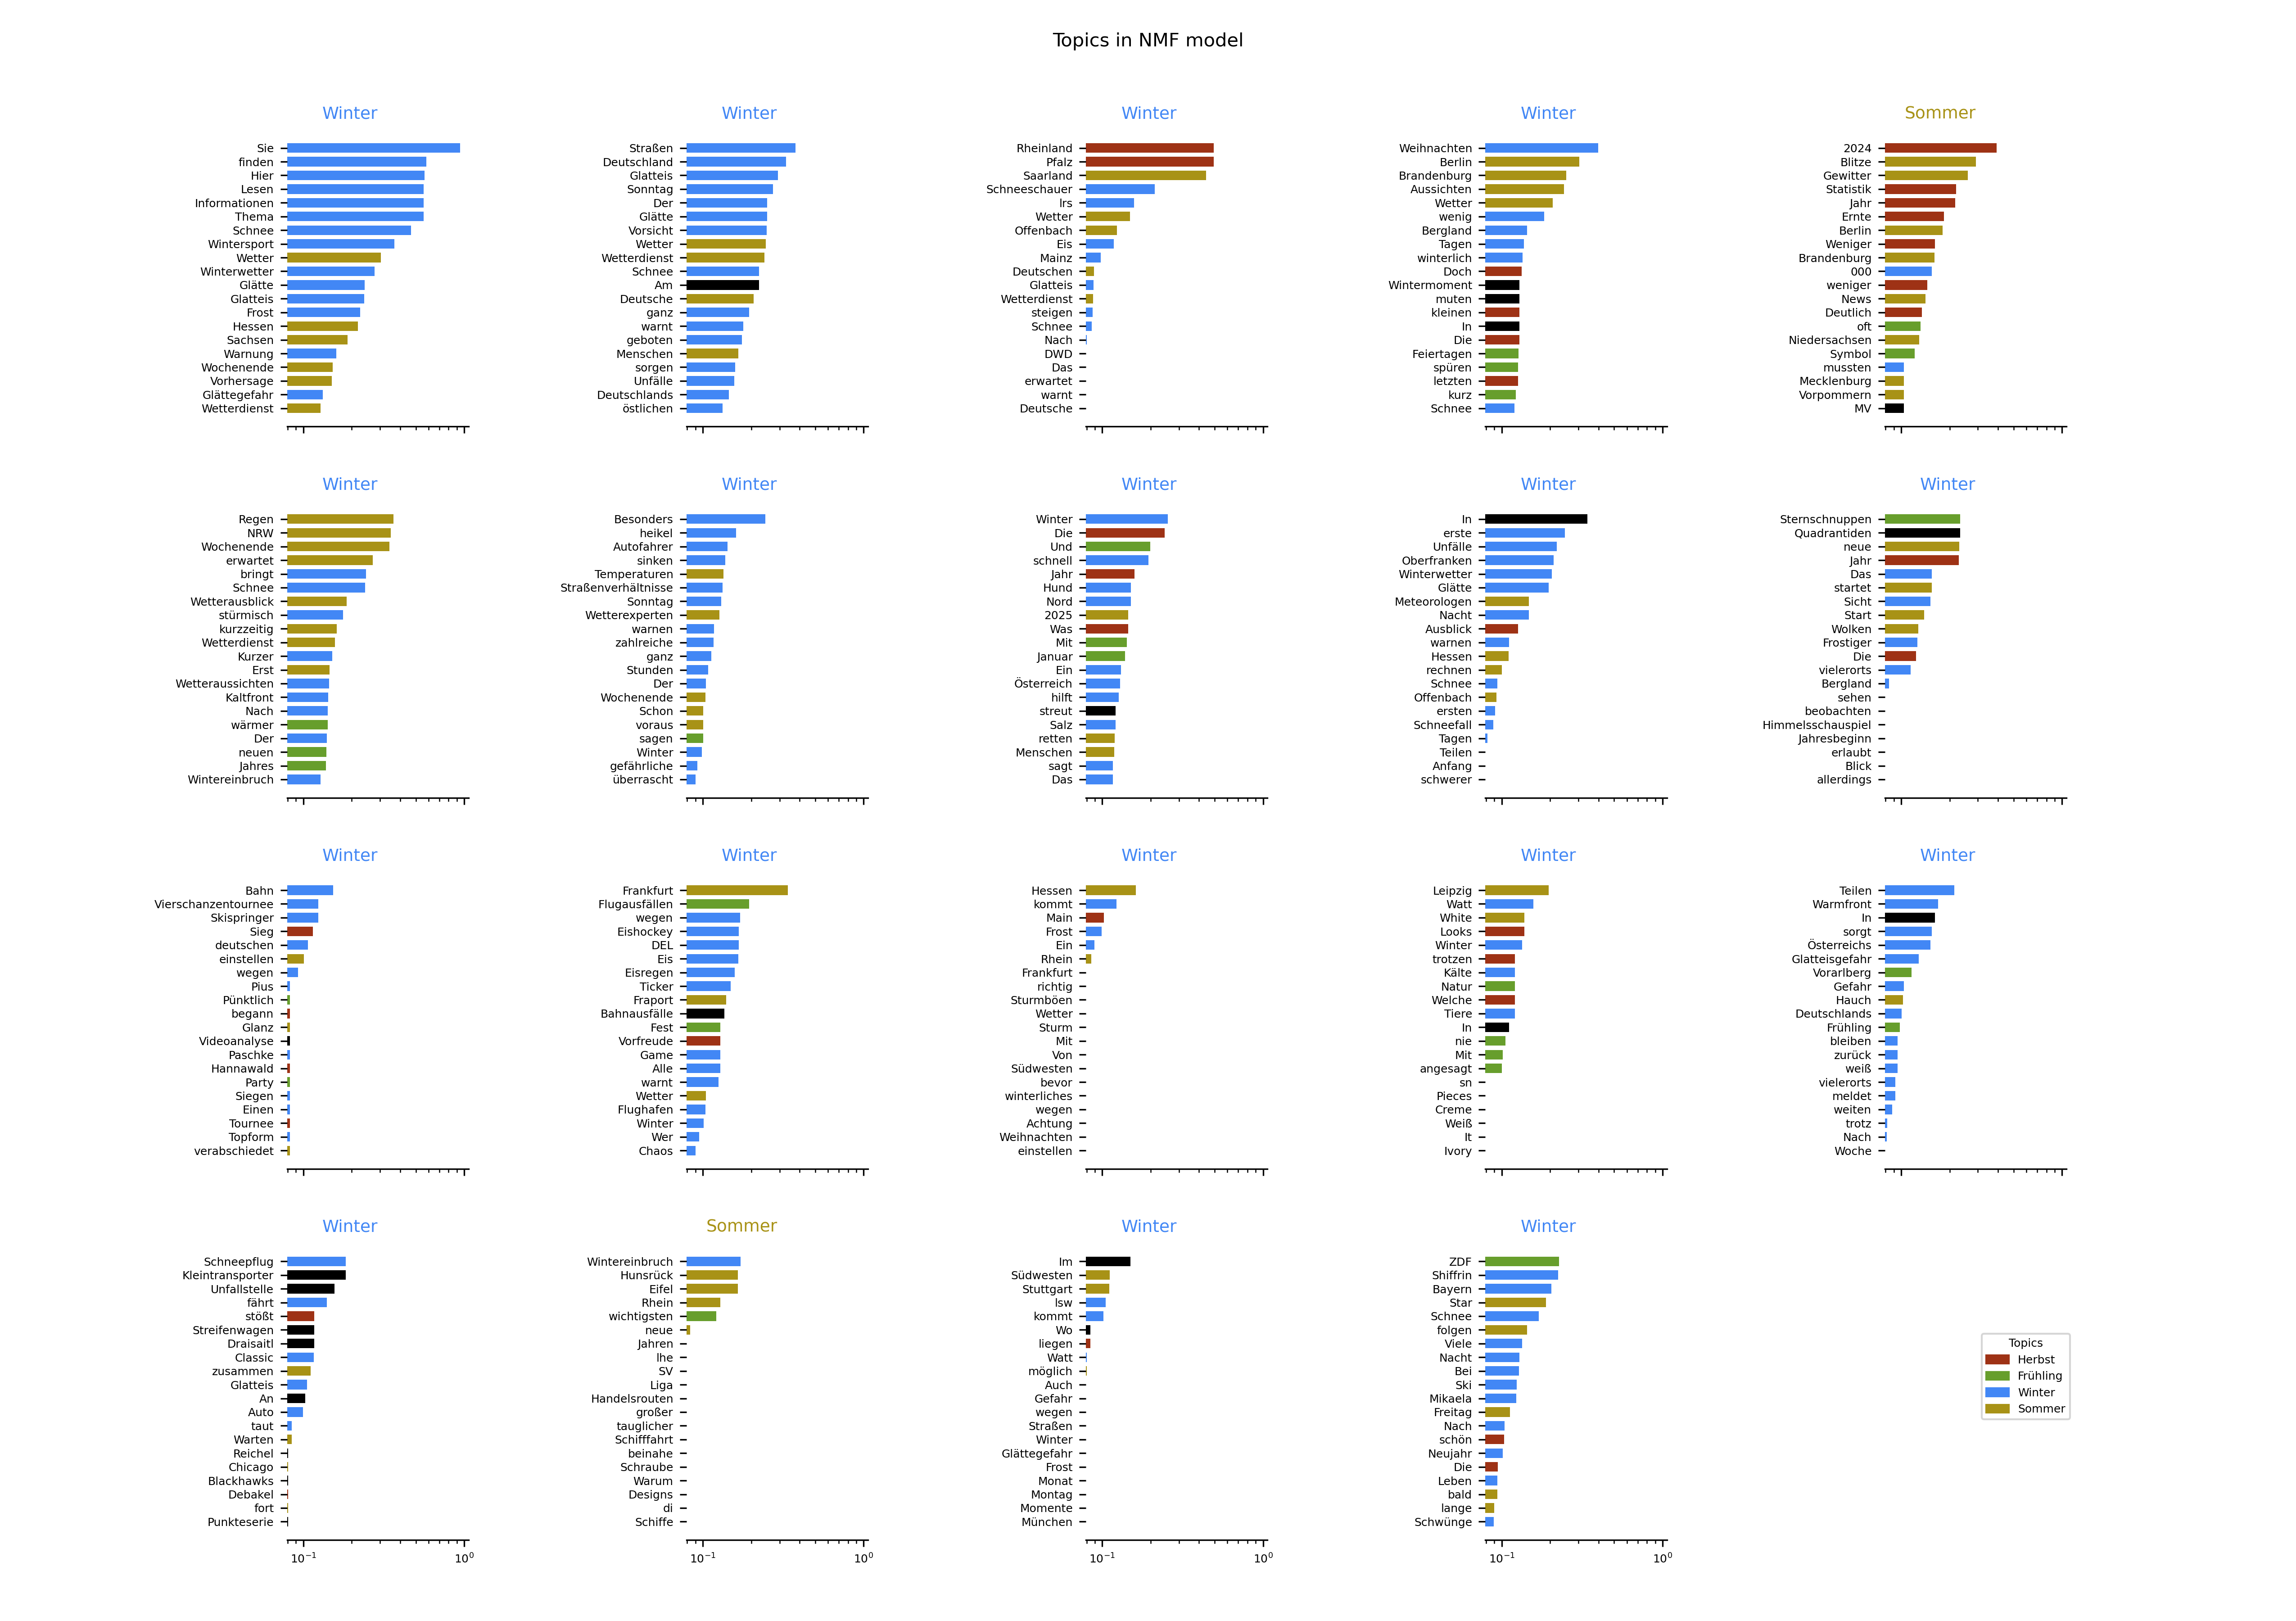 Topics in NMF model
Winter
Sie
finden
Hier
Lesen
Informationen
Thema
Schnee
Wintersport
Wetter
Winterwetter
Glätte
Glatteis
Frost
Hessen
Sachsen
Warnung
Wochenende
Vorhersage
Glättegefahr
Wetterdienst
Winter
Straßen
Deutschland
Glatteis
Sonntag
Der
Glätte
Vorsicht
Wetter
Wetterdienst
Schnee
Am
Deutsche
ganz
warnt
geboten
Menschen
sorgen
Unfälle
Deutschlands
östlichen
Winter
Rheinland
Pfalz
Saarland
Schneeschauer
lrs
Wetter
Offenbach
Eis
Mainz
Deutschen
Glatteis
Wetterdienst
steigen
Schnee
Nach
DWD
Das
erwartet
warnt
Deutsche
Winter
Weihnachten
Berlin
Brandenburg
Aussichten
Wetter
wenig
Bergland
Tagen
winterlich
Doch
Wintermoment
muten
kleinen
In
Die
Feiertagen
spüren
letzten
kurz
Schnee
Sommer
2024
Blitze
Gewitter
Statistik
Jahr
Ernte
Berlin
Weniger
Brandenburg
000
weniger
News
Deutlich
oft
Niedersachsen
Symbol
mussten
Mecklenburg
Vorpommern
MV
Winter
Regen
NRW
Wochenende
erwartet
bringt
Schnee
Wetterausblick
stürmisch
kurzzeitig
Wetterdienst
Kurzer
Erst
Wetteraussichten
Kaltfront
Nach
wärmer
Der
neuen
Jahres
Wintereinbruch
Winter
Besonders
heikel
Autofahrer
sinken
Temperaturen
Straßenverhältnisse
Sonntag
Wetterexperten
warnen
zahlreiche
ganz
Stunden
Der
Wochenende
Schon
voraus
sagen
Winter
gefährliche
überrascht
Winter
Winter
Die
Und
schnell
Jahr
Hund
Nord
2025
Was
Mit
Januar
Ein
Österreich
hilft
streut
Salz
retten
Menschen
sagt
Das
Winter
In
erste
Unfälle
Oberfranken
Winterwetter
Glätte
Meteorologen
Nacht
Ausblick
warnen
Hessen
rechnen
Schnee
Offenbach
ersten
Schneefall
Tagen
Teilen
Anfang
schwerer
Winter
Sternschnuppen
Quadrantiden
neue
Jahr
Das
startet
Sicht
Start
Wolken
Frostiger
Die
vielerorts
Bergland
sehen
beobachten
Himmelsschauspiel
Jahresbeginn
erlaubt
Blick
allerdings
Winter
Bahn
Vierschanzentournee
Skispringer
Sieg
deutschen
einstellen
wegen
Pius
Pünktlich
begann
Glanz
Videoanalyse
Paschke
Hannawald
Party
Siegen
Einen
Tournee
Topform
verabschiedet
Winter
Frankfurt
Flugausfällen
wegen
Eishockey
DEL
Eis
Eisregen
Ticker
Fraport
Bahnausfälle
Fest
Vorfreude
Game
Alle
warnt
Wetter
Flughafen
Winter
Wer
Chaos
Winter
Hessen
kommt
Main
Frost
Ein
Rhein
Frankfurt
richtig
Sturmböen
Wetter
Sturm
Mit
Von
Südwesten
bevor
winterliches
wegen
Achtung
Weihnachten
einstellen
Winter
Leipzig
Watt
White
Looks
Winter
trotzen
Kälte
Natur
Welche
Tiere
In
nie
Mit
angesagt
sn
Pieces
Creme
Weiß
It
Ivory
Winter
Teilen
Warmfront
In
sorgt
Österreichs
Glatteisgefahr
Vorarlberg
Gefahr
Hauch
Deutschlands
Frühling
bleiben
zurück
weiß
vielerorts
meldet
weiten
trotz
Nach
Woche
Winter
Schneepflug
Kleintransporter
Unfallstelle
fährt
stößt
Streifenwagen
Draisaitl
Classic
zusammen
Glatteis
An
Auto
taut
Warten
Reichel
Chicago
Blackhawks
Debakel
fort
Punkteserie
10⁻¹ 10⁰
Sommer
Wintereinbruch
Hunsrück
Eifel
Rhein
wichtigsten
neue
Jahren
Ihe
SV
Liga
Handelsrouten
großer
tauglicher
Schifffahrt
beinahe
Schraube
Warum
Designs
di
Schiffe
10⁻¹ 10⁰
Winter
Im
Südwesten
Stuttgart
lsw
kommt
Wo
liegen
Watt
möglich
Auch
Gefahr
wegen
Straßen
Winter
Glättegefahr
Frost
Monat
Montag
Momente
München
10⁻¹ 10⁰
Winter
ZDF
Shiffrin
Bayern
Star
Schnee
folgen
Viele
Nacht
Bei
Ski
Mikaela
Freitag
Nach
schön
Neujahr
Die
Leben
bald
lange
Schwünge
10⁻¹ 10⁰
Topics
Herbst
Frühling
Winter
Sommer